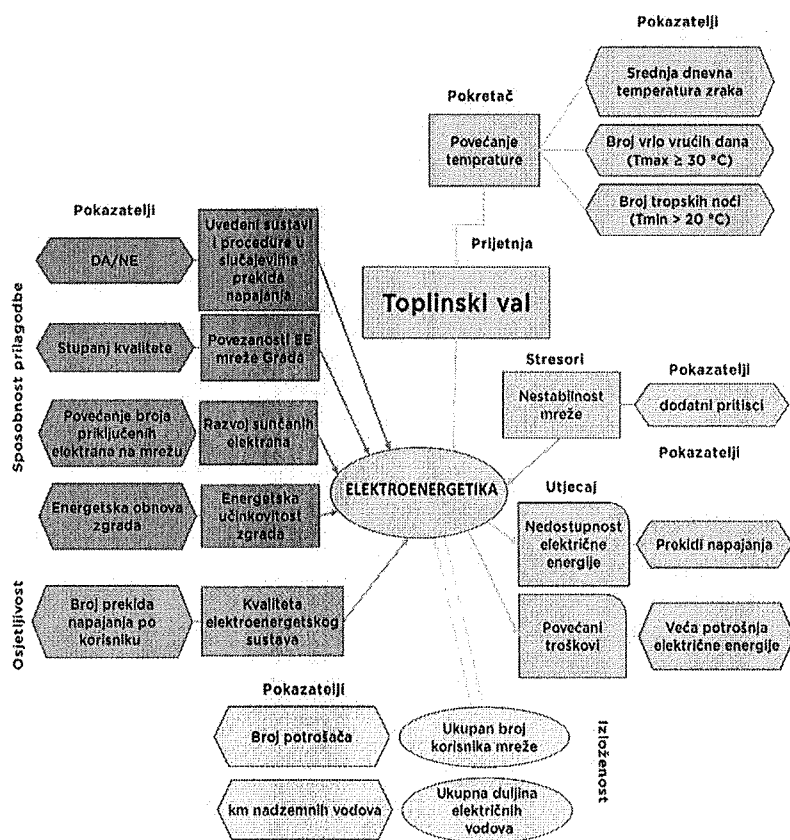 Pokazatelji
Srednja dnevna
temperatura zraka
Pokretač
Povećanje
temprature
Broj vrlo vrućih dana
(Tmax ≥ 30 °C)
Broj tropskih noći
(Tmin > 20 °C)
Prijetnja
Toplinski val
Pokazatelji
Sposobnost prilagodbe
DA/NE
Uvedeni sustavi
i procedure u
slučajevima
prekida
napajanja
Stupanj kvalitete
Povezanosti EE
mreže Grada
Povećanje broja
priključenih
elektrana na mrežu
Razvoj sunčanih
elektrana
Energetska obnova
zgrada
Energetska
učinkovitost
zgrada
Stresori
Nestabilnost
mreže
Pokazatelji
dodatni pritisci
ELEKTROENERGETIKA
Pokazatelji
Utjecaj
Nedostupnost
električne
energije
Prekidi napajanja
Povećani
troškovi
Veća potrošnja
električne energije
Osjetljivost
Broj prekida
napajanja po
korisniku
Kvaliteta
elektroenergetskog
sustava
Pokazatelji
Broj potrošača
Ukupan broj
korisnika mreže
Izloženost
km nadzemnih vodova
Ukupna duljina
električnih
vodova